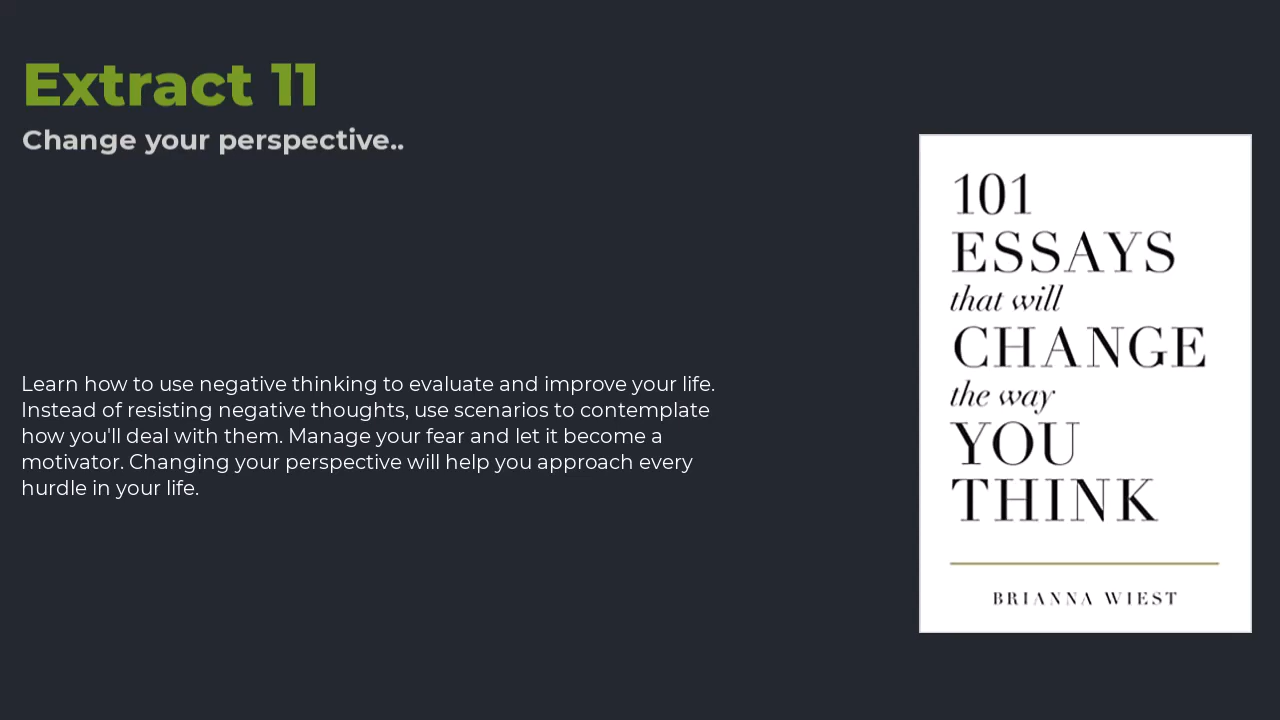 Extract 11
Change your perspective..
Learn how to use negative thinking to evaluate and improve your life.
Instead of resisting negative thoughts, use scenarios to contemplate
how you'll deal with them. Manage your fear and let it become a
motivator. Changing your perspective will help you approach every
hurdle in your life.
101
ESSAYS
that will
CHANGE
the way
YOU
THINK
BRIANNA WIEST